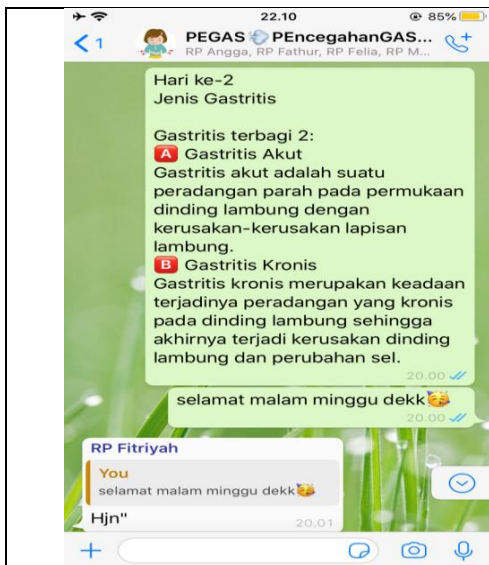 22.10
85%
1
PEGAS💨PEncegahanGAS...
RP Angga, RP Fathur, RP Felia, RP M...
Hari ke-2
Jenis Gastritis
Gastritis terbagi 2:
🅰 Gastritis Akut
Gastritis akut adalah suatu
peradangan parah pada permukaan
dinding lambung dengan
kerusakan-kerusakan lapisan
lambung.
🅱 Gastritis Kronis
Gastritis kronis merupakan keadaan
terjadinya peradangan yang kronis
pada dinding lambung sehingga
akhirnya terjadi kerusakan dinding
lambung dan perubahan sel.
20.00
selamat malam minggu dekk🥳
20.00
RP Fitriyah
You
selamat malam minggu dekk🥳
Hjn"
20.01